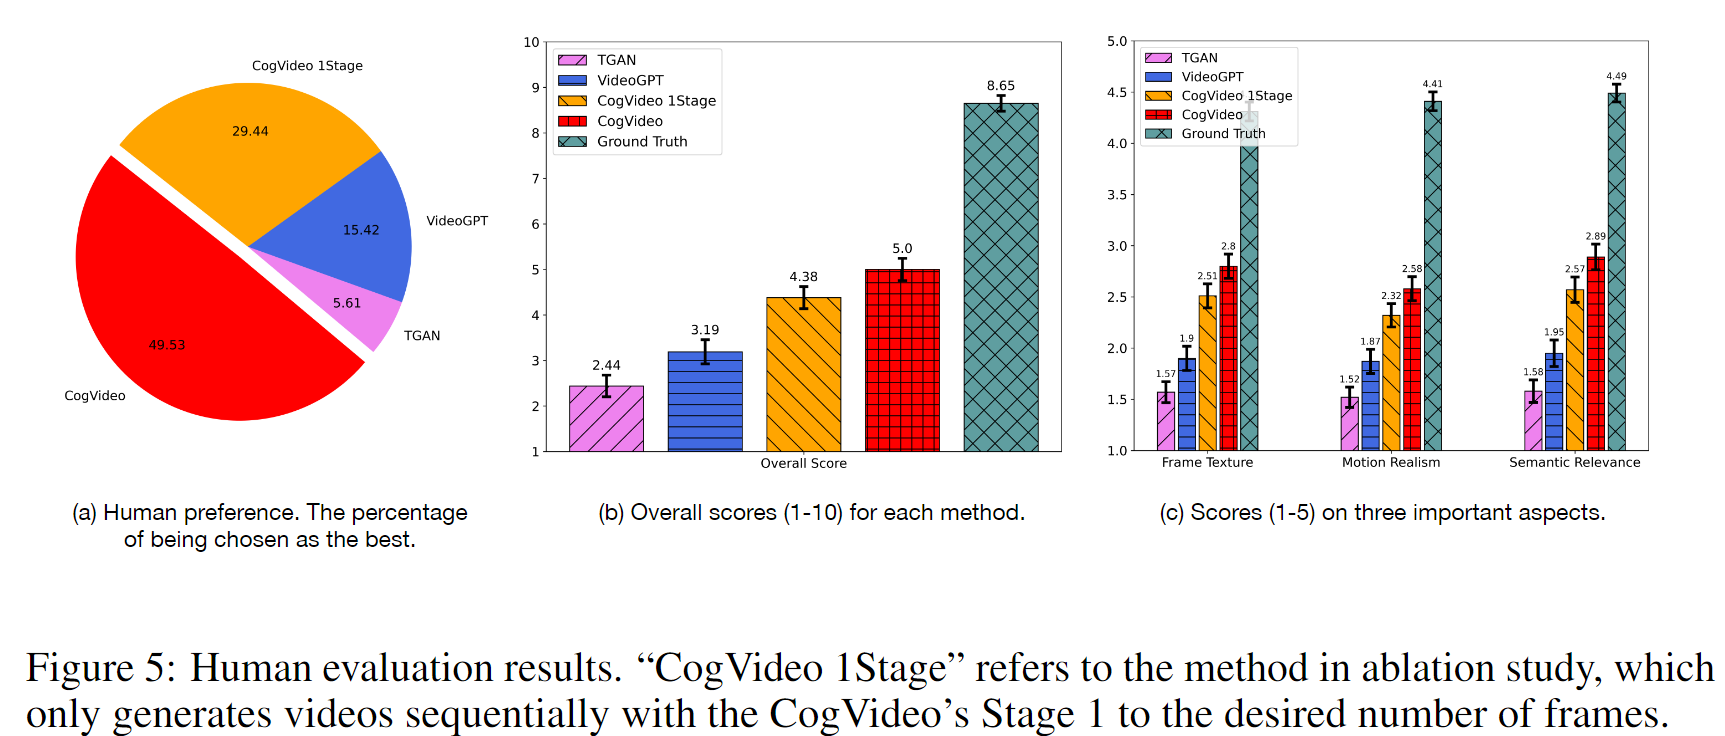 CogVideo 1Stage
29.44
VideoGPT
15.42
5.61
TGAN
49.53
CogVideo
(a) Human preference. The percentage
of being chosen as the best.
10
9
8
7
6
5
4
3
2
1
TGAN
VideoGPT
CogVideo 1Stage
CogVideo
Ground Truth
2.44
3.19
4.38
5.0
8.65
Overall Score
(b) Overall scores (1-10) for each method.
5.0
4.5
4.0
3.5
3.0
2.5
2.0
1.5
1.0
TGAN
VideoGPT
CogVideo 1Stage
CogVideo
Ground Truth
1.57
1.9
2.51
2.8
1.52
1.87
2.32
2.58
4.41
1.58
1.95
2.57
2.89
4.49
Frame Texture
Motion Realism
Semantic Relevance
(c) Scores (1-5) on three important aspects.
Figure 5: Human evaluation results. “CogVideo 1Stage” refers to the method in ablation study, which
only generates videos sequentially with the CogVideo’s Stage 1 to the desired number of frames.